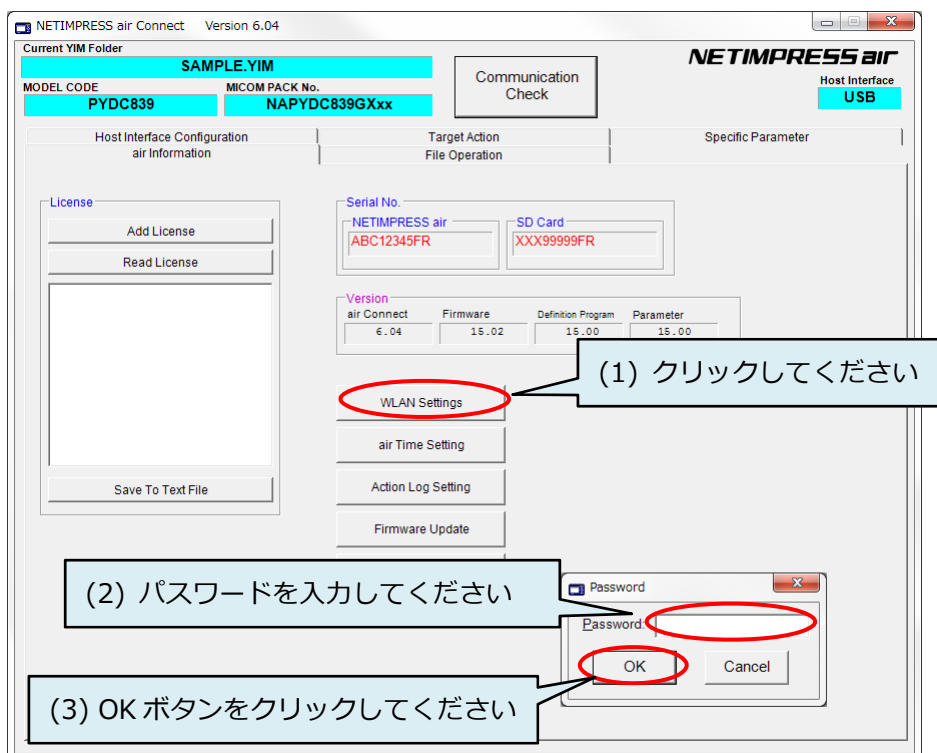 NETIMPRESS air Connect Version 6.04
Current YIM Folder
SAMPLE.YIM
MODEL CODE
MICOM PACK No.
PYDC839
NAPYDC839GXxx
Communication
Check
NETIMPRESS air
Host Interface
USB
Host Interface Configuration
Target Action
Specific Parameter
air Information
File Operation
License
Add License
Read License
Save To Text File
Serial No.
NETIMPRESS air
SD Card
ABC12345FR
XXX99999FR
Version
air Connect
Firmware
Definition Program
Parameter
6.04
15.02
15.00
15.00
(1) クリックしてください
WLAN Settings
air Time Setting
Action Log Setting
Firmware Update
(2) パスワードを入力してください
Password
Password:
OK
Cancel
(3) OK ボタンをクリックしてください